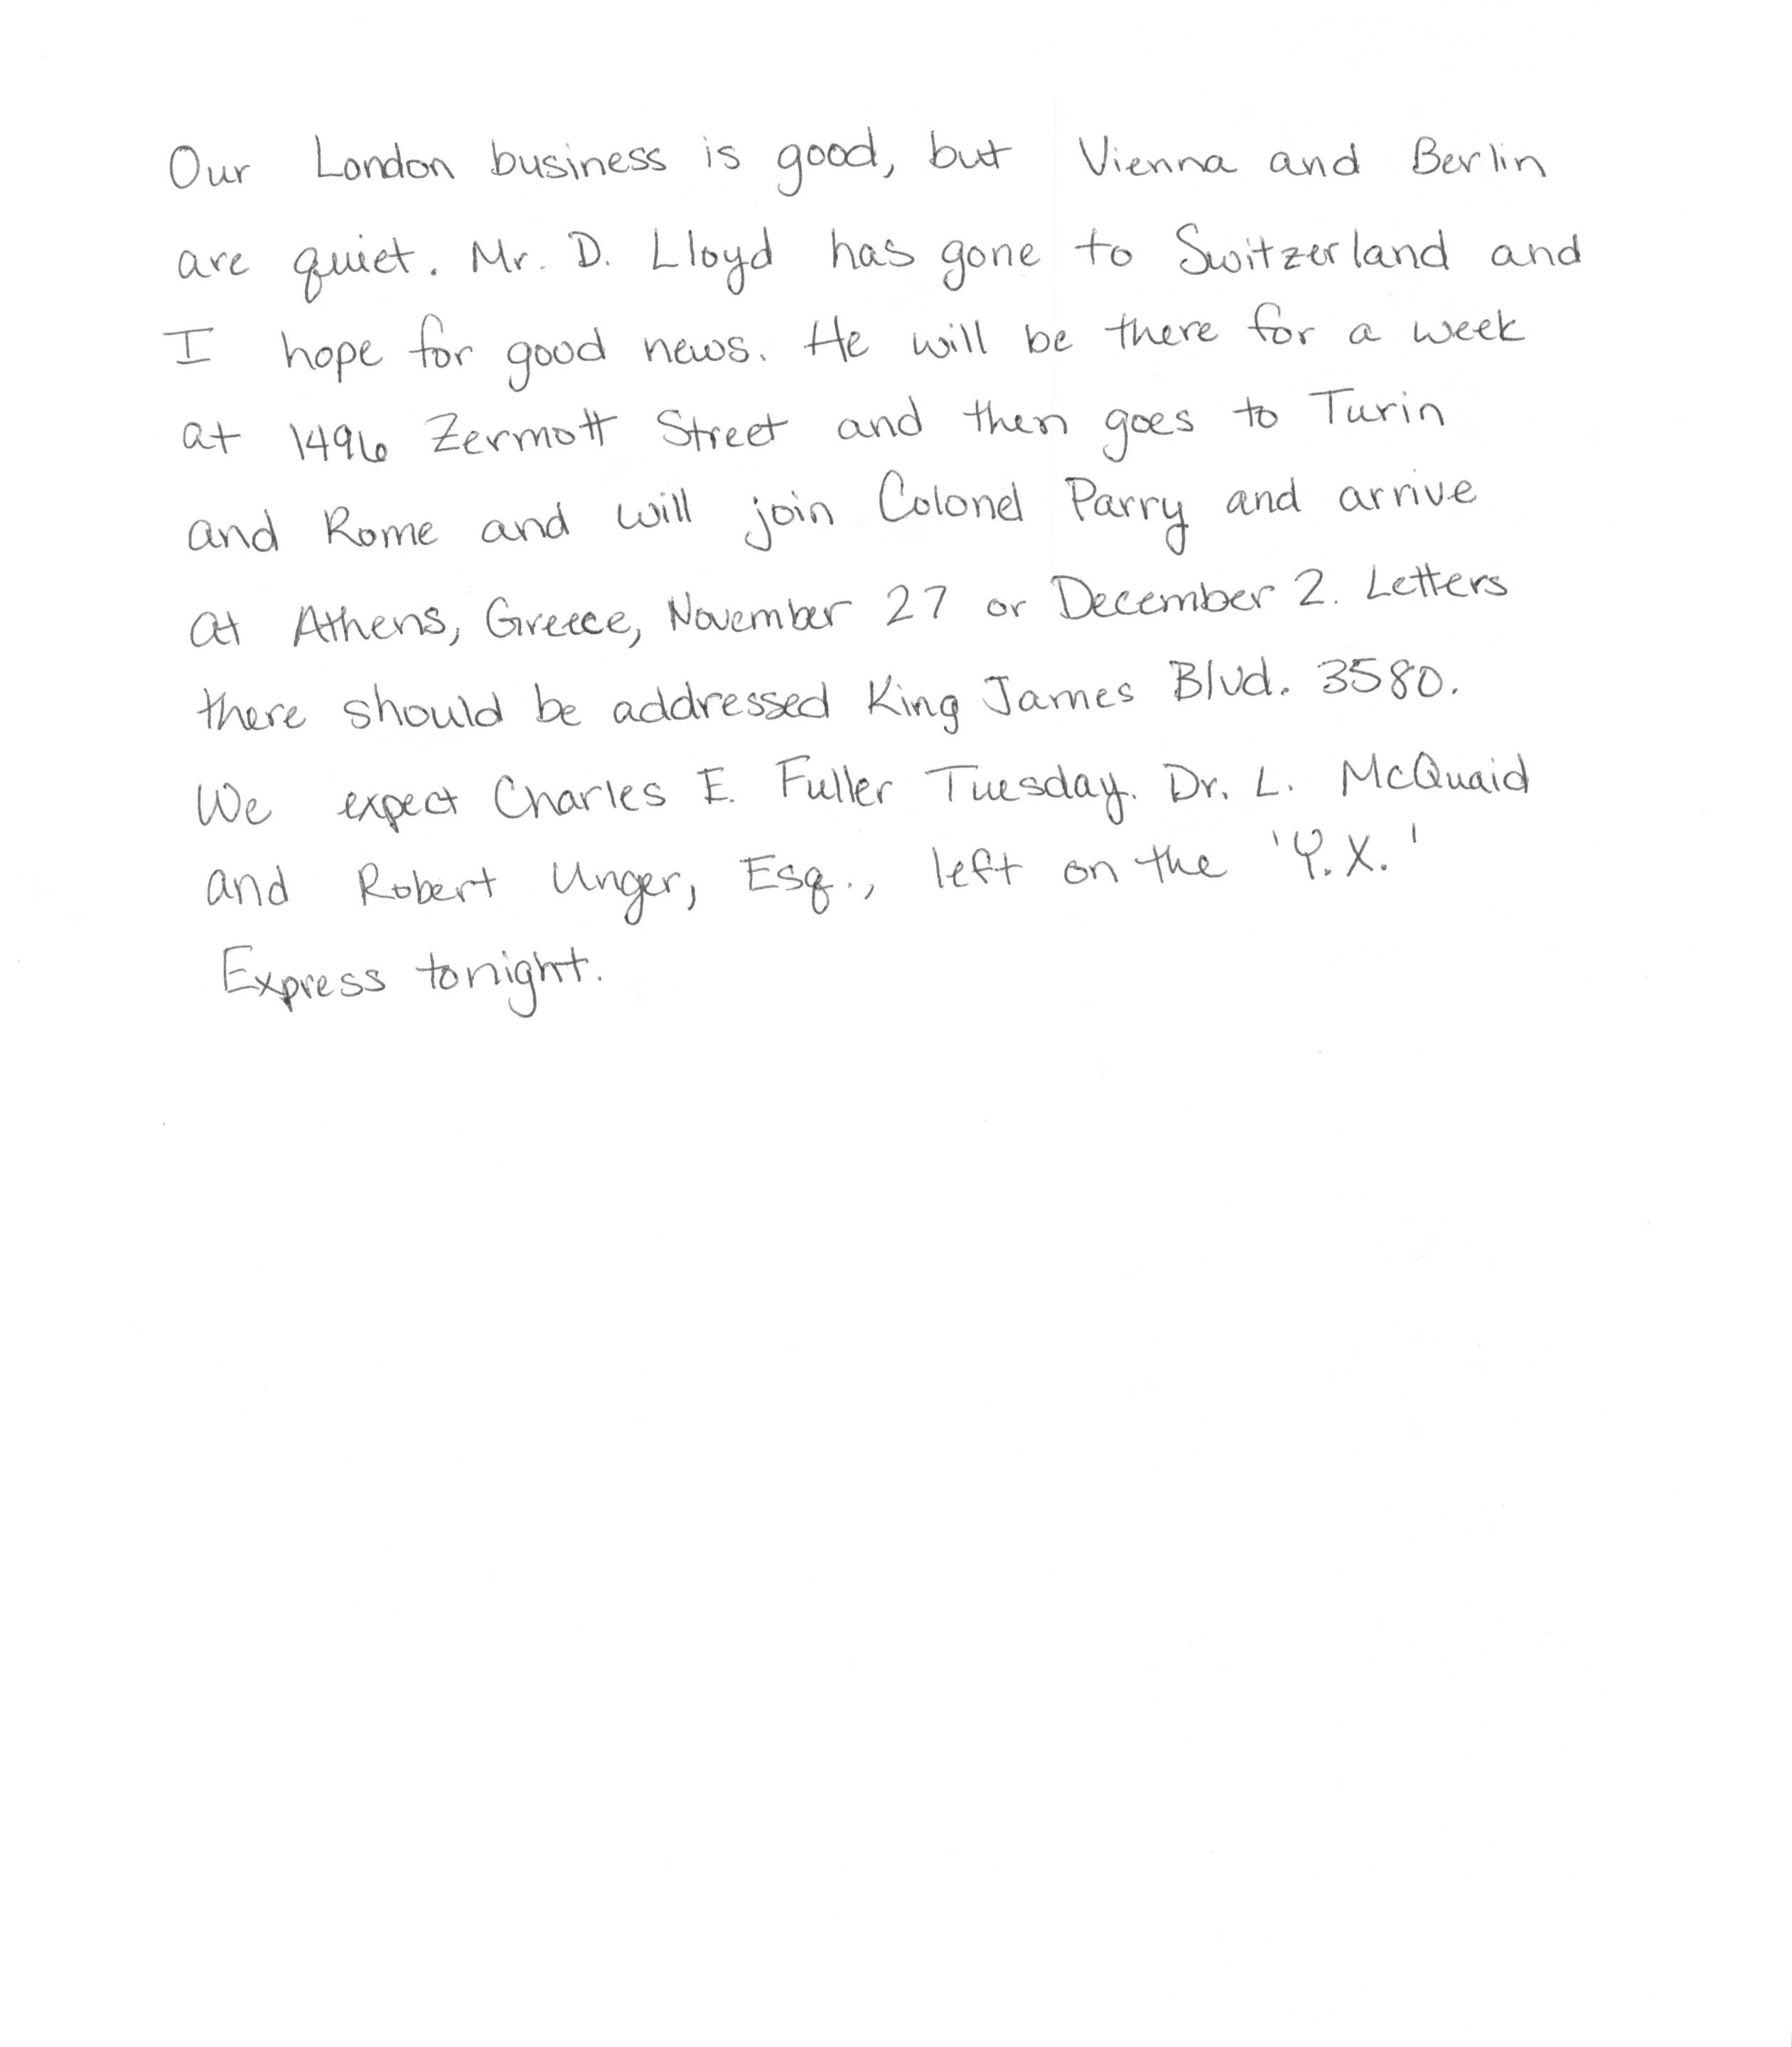 Our London business is good, but Vienna and Berlin
are quiet. Mr. D. Lloyd has gone to Switzerland and
I hope for good news. He will be there for a week
at 1496 Zermott Street and then goes to Turin
and Rome and will join Colonel Parry and arrive
at Athens, Greece, November 27 or December 2. Letters
there should be addressed King James Blvd. 3580.
We expect Charles E. Fuller Tuesday. Dr. L. McQuaid
and Robert Unger, Esq., left on the 'Y.X.'
Express tonight.